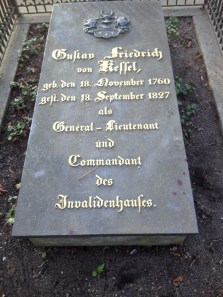 Gustav Friedrich
von Kessel,
geb. den 18. November 1760
gest. den 18. September 1827
als
General-Lieutenant
und
Commandant
des
Invalidenhauses.